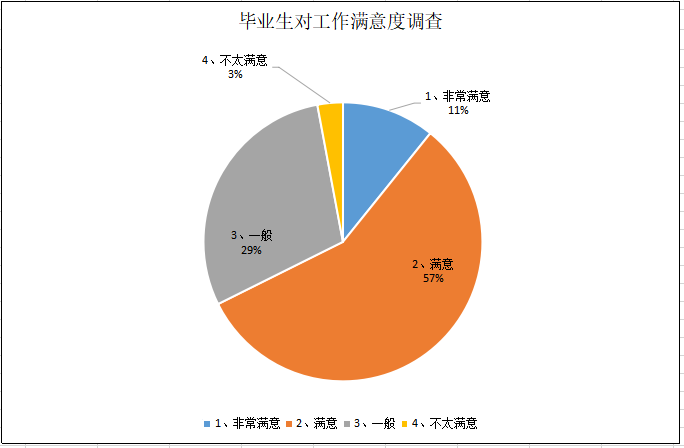 毕业生对工作满意度调查
4、不太满意
3%
1、非常满意
11%
3、一般
29%
2、满意
57%
1、非常满意 2、满意 3、一般 4、不太满意